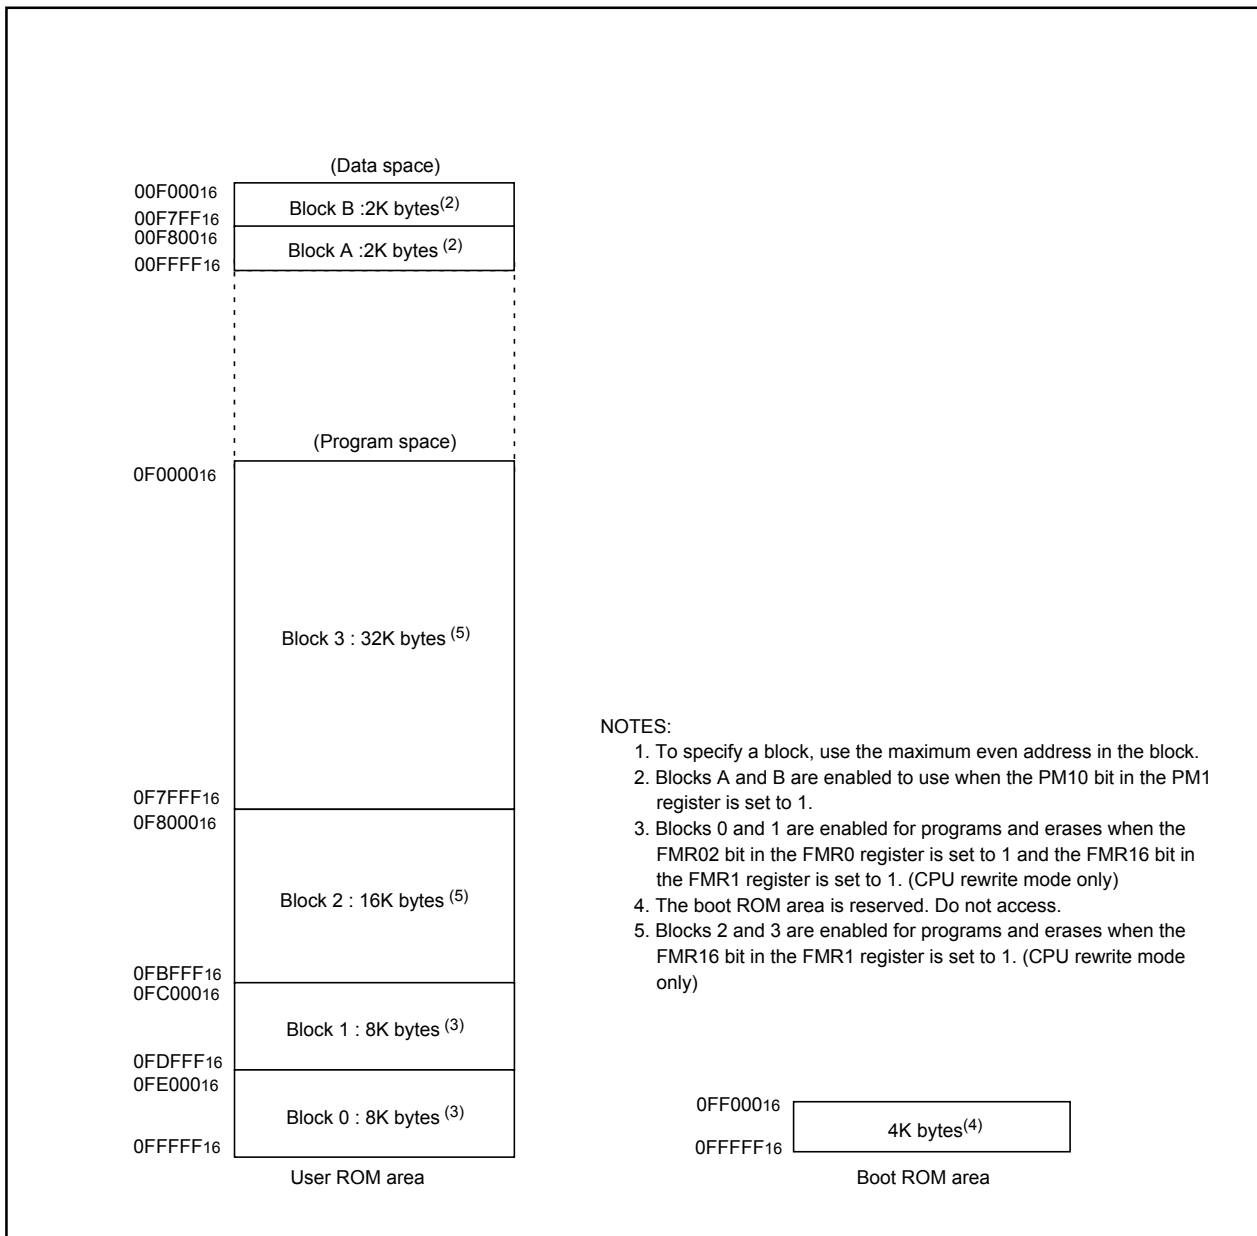 (Data space)
00F00016
Block B :2K bytes(2)
00F7FF16
00F80016
Block A :2K bytes (2)
00FFFF16
(Program space)
0F000016
Block 3 : 32K bytes (5)
0F7FFF16
0F800016
Block 2 : 16K bytes (5)
0FBFFF16
0FC00016
Block 1 : 8K bytes (3)
0FDFFF16
0FE00016
Block 0 : 8K bytes (3)
0FFFFF16
User ROM area
NOTES:
1. To specify a block, use the maximum even address in the block.
2. Blocks A and B are enabled to use when the PM10 bit in the PM1
register is set to 1.
3. Blocks 0 and 1 are enabled for programs and erases when the
FMR02 bit in the FMR0 register is set to 1 and the FMR16 bit in
the FMR1 register is set to 1. (CPU rewrite mode only)
4. The boot ROM area is reserved. Do not access.
5. Blocks 2 and 3 are enabled for programs and erases when the
FMR16 bit in the FMR1 register is set to 1. (CPU rewrite mode
only)
0FF00016
4K bytes(4)
0FFFFF16
Boot ROM area